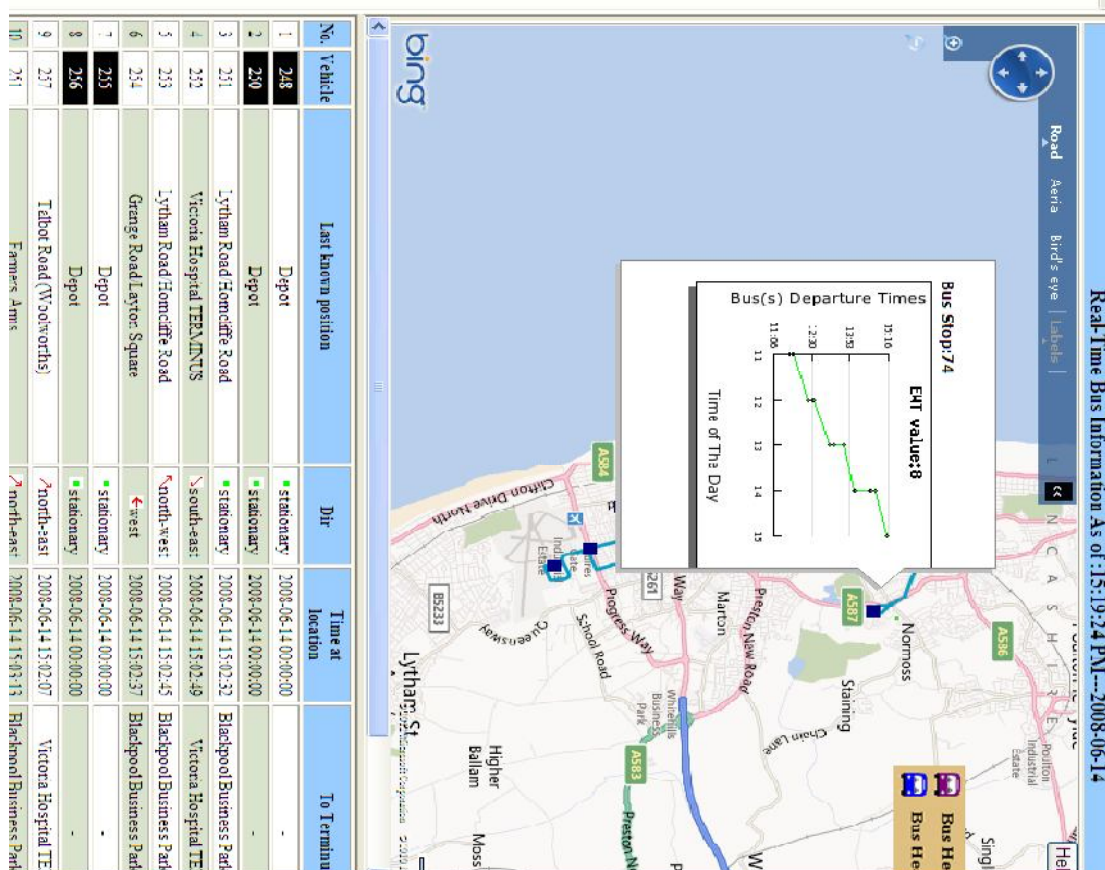 Real-Time Bus Information As of :15:19:24 PM---2008-06-14
Road Aeria Bird's eye | Labels |
«
L N C A S H I R E
Hel
Bus He
Bus He
Bus Stop:74
EHT value:8
Bus(s) Departure Times
15:16
13:53
12:30
11:06
11 12 13 14 15
Time of The Day
A586
Poulton
Industrial
Estate
Singl
Normoss
A587
Staining
Preston New Road
Marton
Chain Lane
Way
Progress Way
Whitehills
Business
Park
School Road
A583
Preston
A584
Clifton Drive North
Queensway
B5233
Higher
Ballam
Moss
Lytham St.
bing
No. Vehicle Last known position Dir Time at location To Terminu
1 248 Depot stationary 2008-06-14 00:00:00 -
2 250 Depot stationary 2008-06-14 00:00:00 -
3 251 Lytham Road/Horncliffe Road stationary 2008-06-14 15:02:32 Blackpool Business Park
4 252 Victoria Hospital TERMINUS south-east 2008-06-14 15:02:49 Victoria Hospital TE
5 253 Lytham Road/Horncliffe Road north-west 2008-06-14 15:02:45 Blackpool Business Park
6 254 Grange Road/Layton Square west 2008-06-14 15:02:37 Blackpool Business Park
7 255 Depot stationary 2008-06-14 00:00:00 -
8 256 Depot stationary 2008-06-14 00:00:00 -
9 257 Talbot Road (Woolworths) north-east 2008-06-14 15:02:07 Victoria Hospital TE
10 Farmers Arms north-east 2008-06-14 15:03:13 Blackpool Business Park